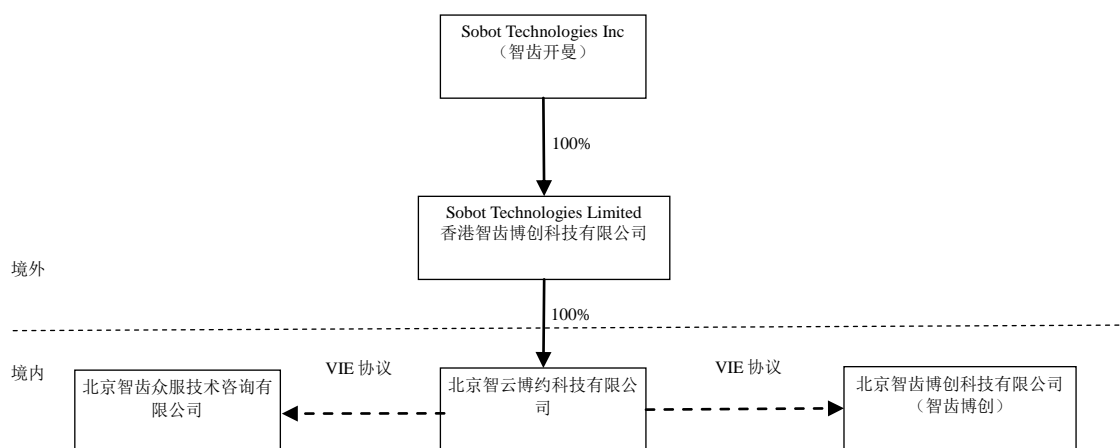 Sobot Technologies Inc
（智齿开曼）
100%
Sobot Technologies Limited
香港智齿博创科技有限公司
境外
100%
境内
VIE 协议
VIE 协议
北京智齿众服技术咨询有
限公司
北京智云博约科技有限公
司
北京智齿博创科技有限公司
（智齿博创）